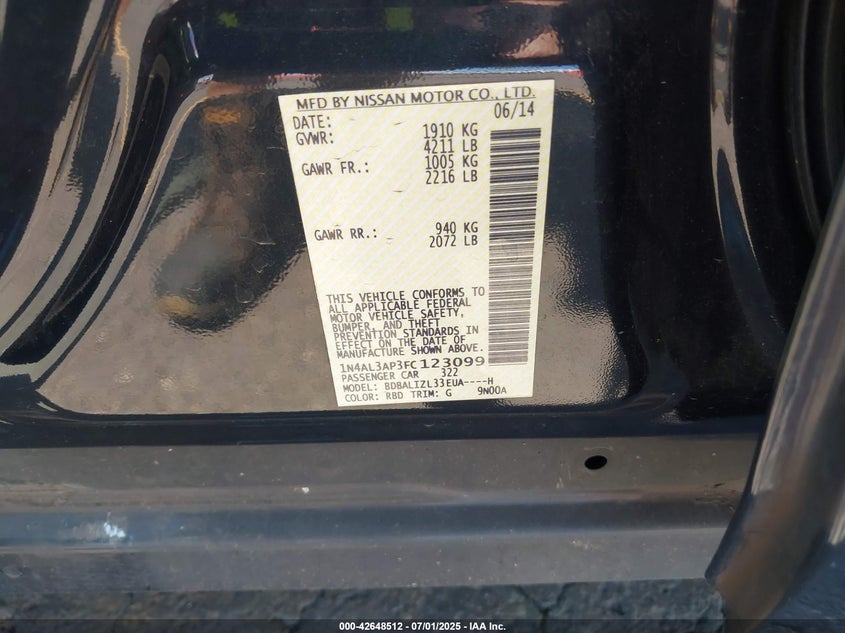 MFD BY NISSAN MOTOR CO., LTD.
DATE: 06/14
GVWR: 1910 KG
4211 LB
GAWR FR.: 1005 KG
2216 LB
GAWR RR.: 940 KG
2072 LB
THIS VEHICLE CONFORMS TO
ALL APPLICABLE FEDERAL
MOTOR VEHICLE SAFETY,
BUMPER, AND THEFT
PREVENTION STANDARDS IN
EFFECT ON THE DATE OF
MANUFACTURE SHOWN ABOVE.
1N4AL3AP3FC123099
PASSENGER CAR 322
MODEL: BDBALIZL33EUA----H
COLOR: RBD TRIM: G 9N00A
000-42648512 - 07/01/2025 - IAA Inc.